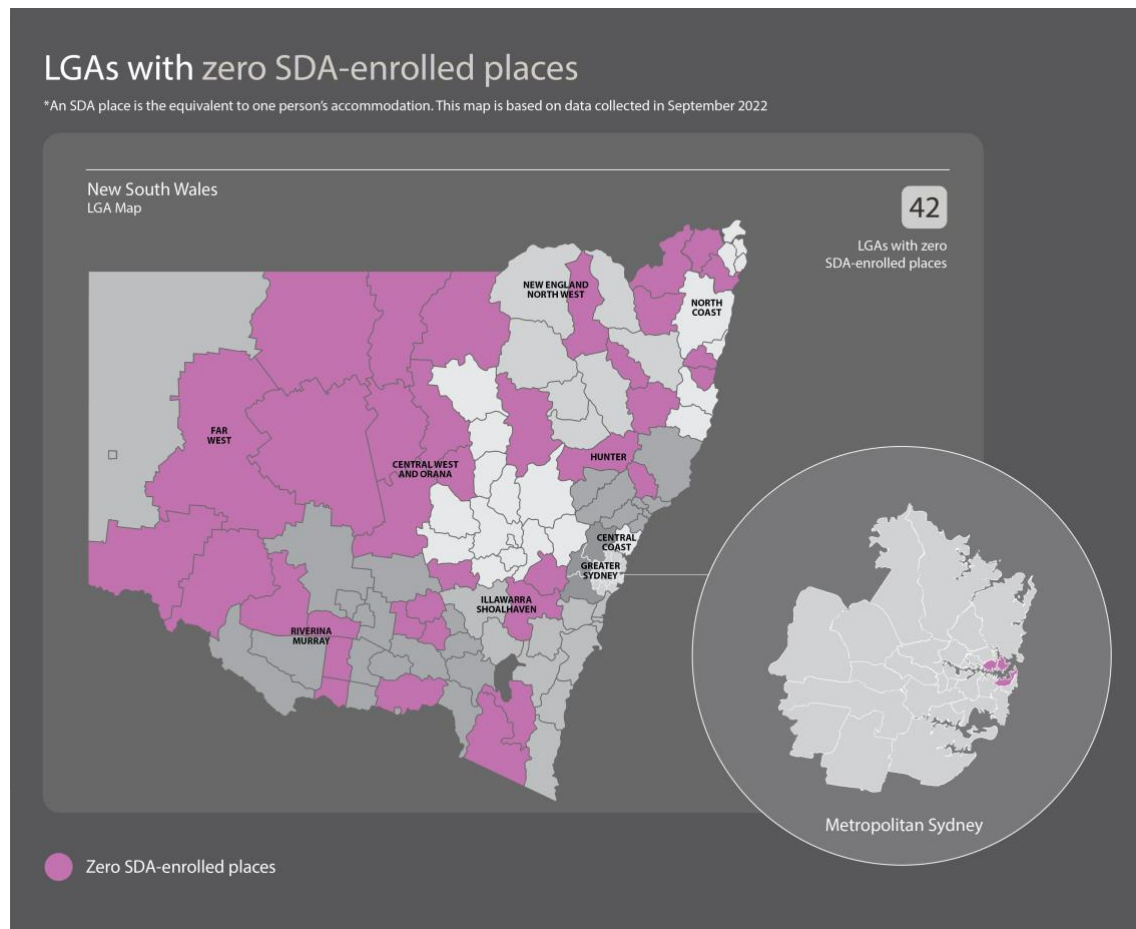 LGAs with zero SDA-enrolled places
*An SDA place is the equivalent to one person's accommodation. This map is based on data collected in September 2022
New South Wales
LGA Map
42
LGAs with zero
SDA-enrolled places
NEW ENGLAND
NORTH WEST
NORTH
COAST
FAR
WEST
CENTRAL WEST
AND ORANA
HUNTER
CENTRAL
COAST
GREATER
SYDNEY
ILLAWARRA
SHOALHAVEN
RIVERINA
MURRAY
Metropolitan Sydney
Zero SDA-enrolled places